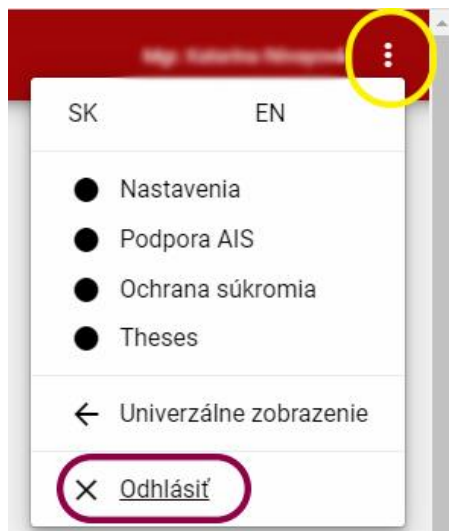 SK EN
Nastavenia
Podpora AIS
Ochrana súkromia
Theses
Univerzálne zobrazenie
Odhlásiť